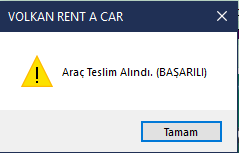 VOLKAN RENT A CAR
Araç Teslim Alındı. (BAŞARILI)
Tamam